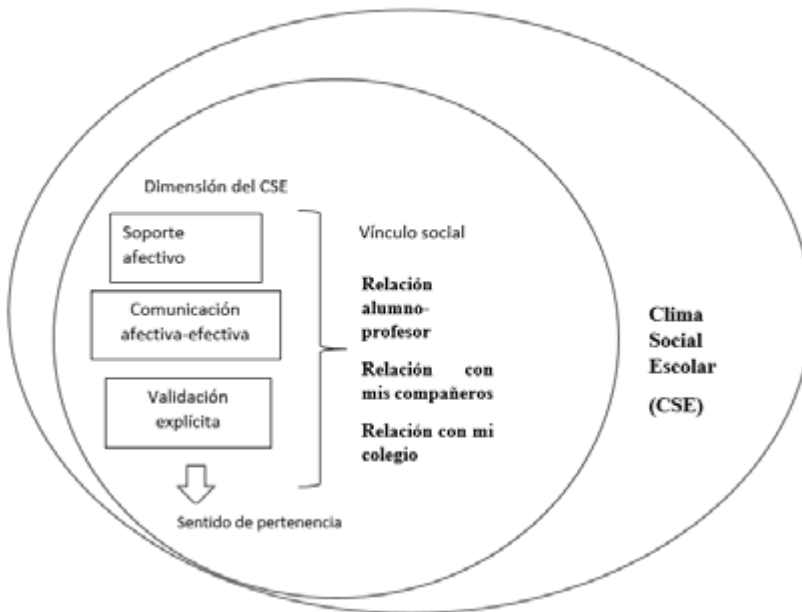 Dimensión del CSE
Soporte
afectivo
Comunicación
afectiva-efectiva
Validación
explícita
Sentido de pertenencia
Vínculo social
Relación
alumno-
profesor
Relación con
mis compañeros
Relación con mi
colegio
Clima
Social
Escolar
(CSE)